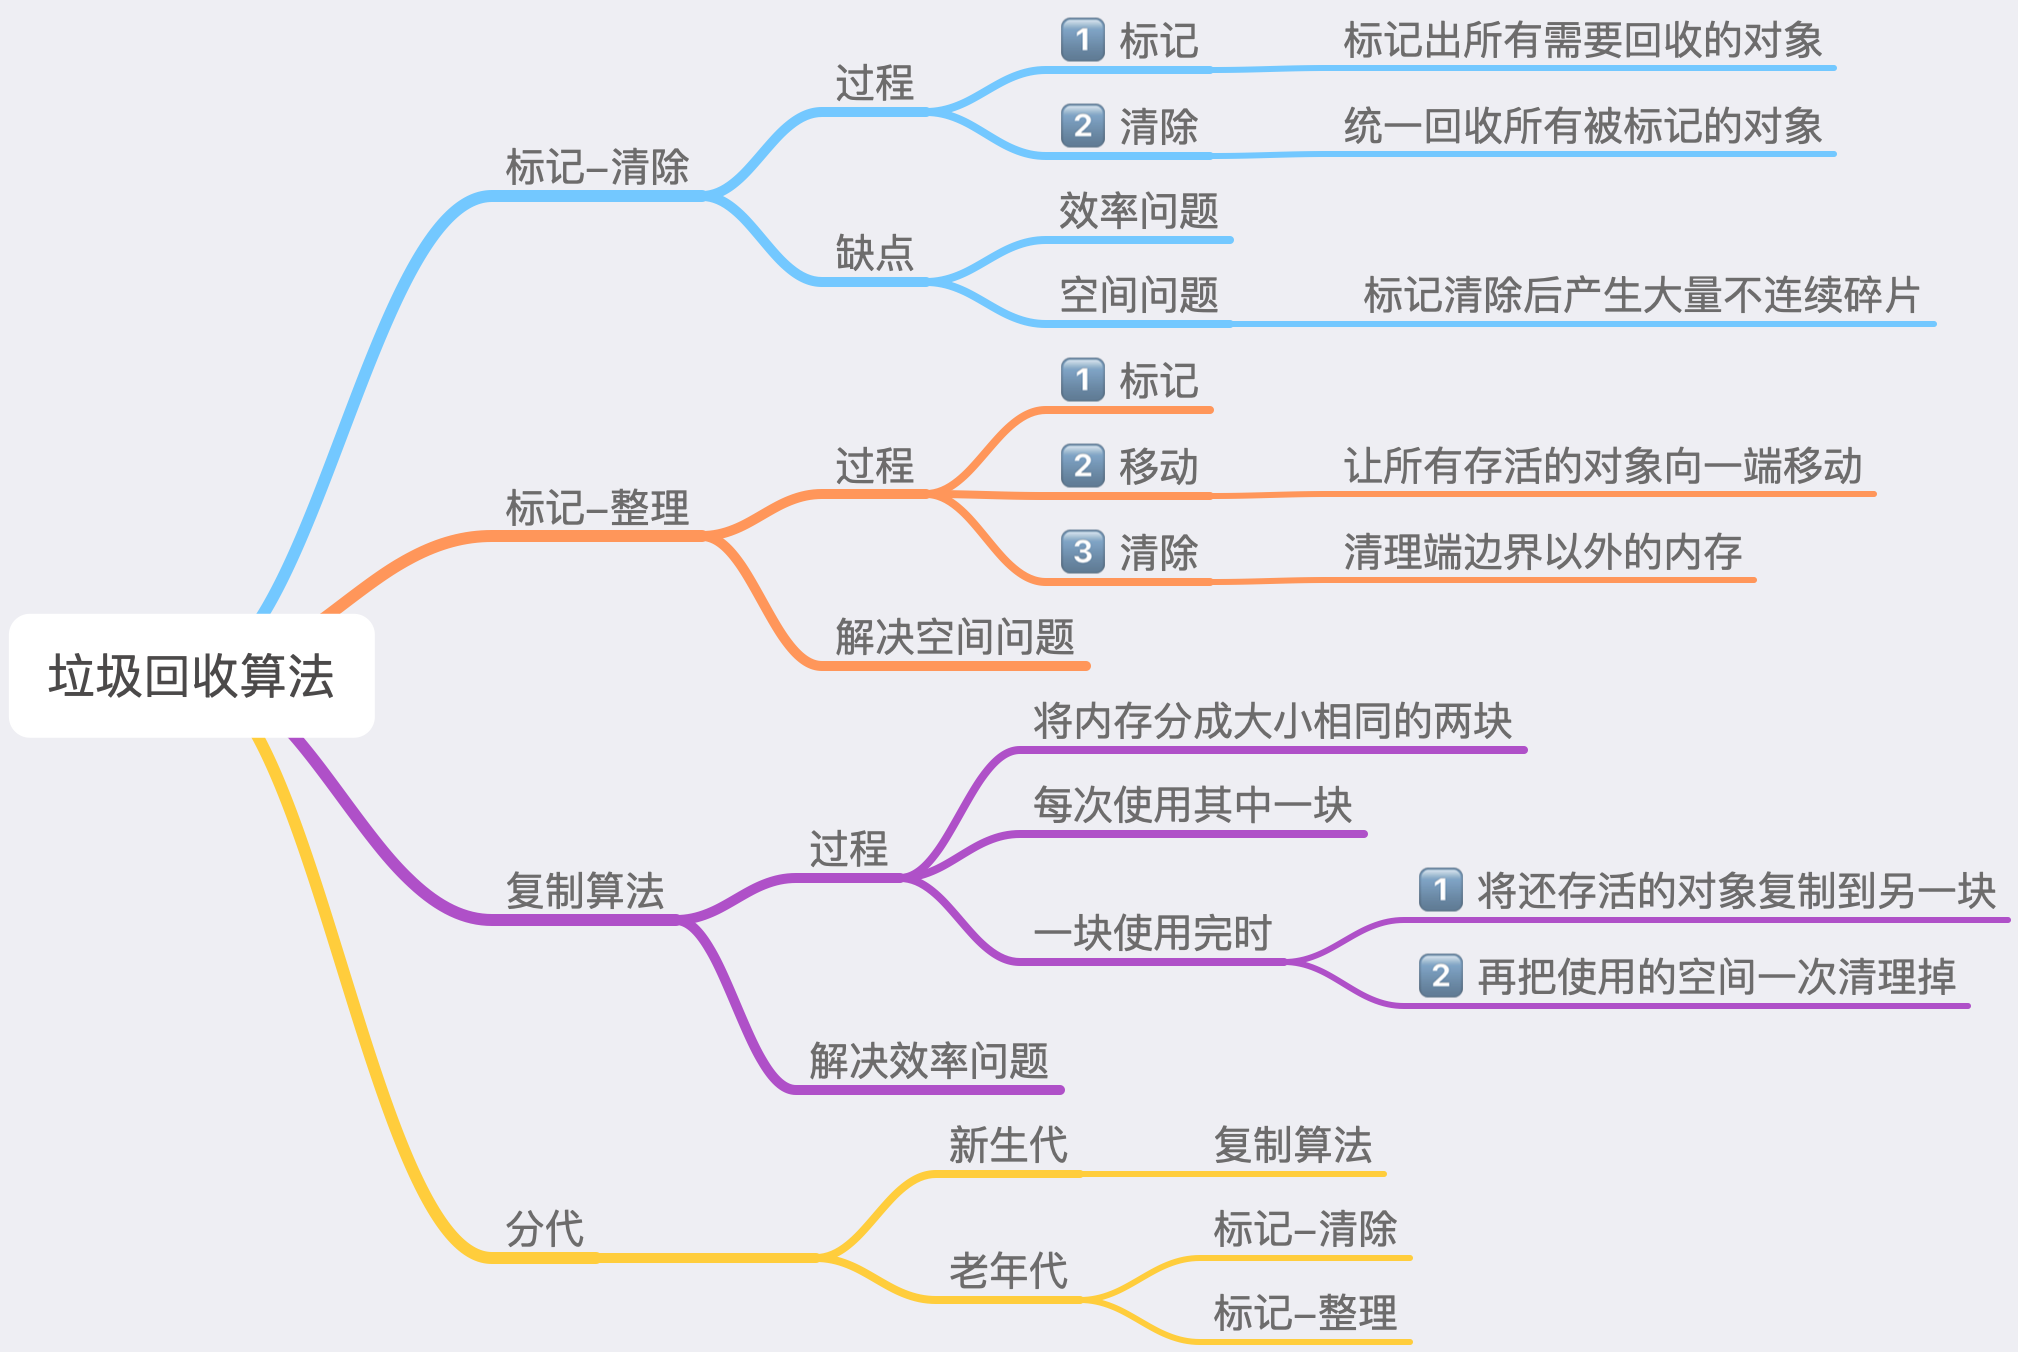 垃圾回收算法
标记–清除
过程
1 标记
标记出所有需要回收的对象
2 清除
统一回收所有被标记的对象
缺点
效率问题
空间问题
标记清除后产生大量不连续碎片
标记–整理
过程
1 标记
2 移动
让所有存活的对象向一端移动
3 清除
清理端边界以外的内存
解决空间问题
复制算法
过程
将内存分成大小相同的两块
每次使用其中一块
一块使用完时
1 将还存活的对象复制到另一块
2 再把使用的空间一次清理掉
解决效率问题
分代
新生代
复制算法
老年代
标记–清除
标记–整理